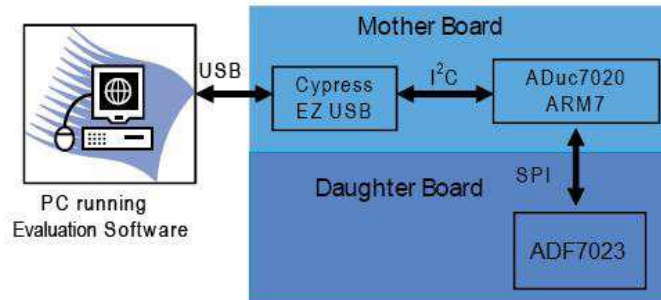 Mother Board
USB
Cypress
EZ USB
I²C
ADuc7020
ARM7
SPI
Daughter Board
ADF7023
PC running
Evaluation Software